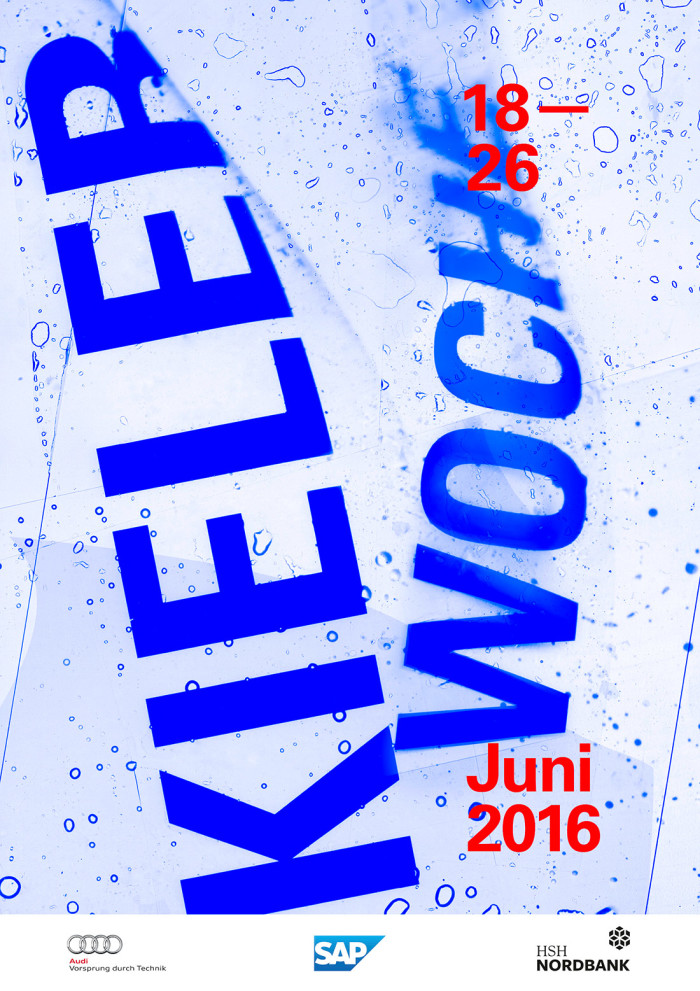 KIELER
WOCHE
18—
26
Juni
2016
Audi
Vorsprung durch Technik
SAP
HSH
NORDBANK